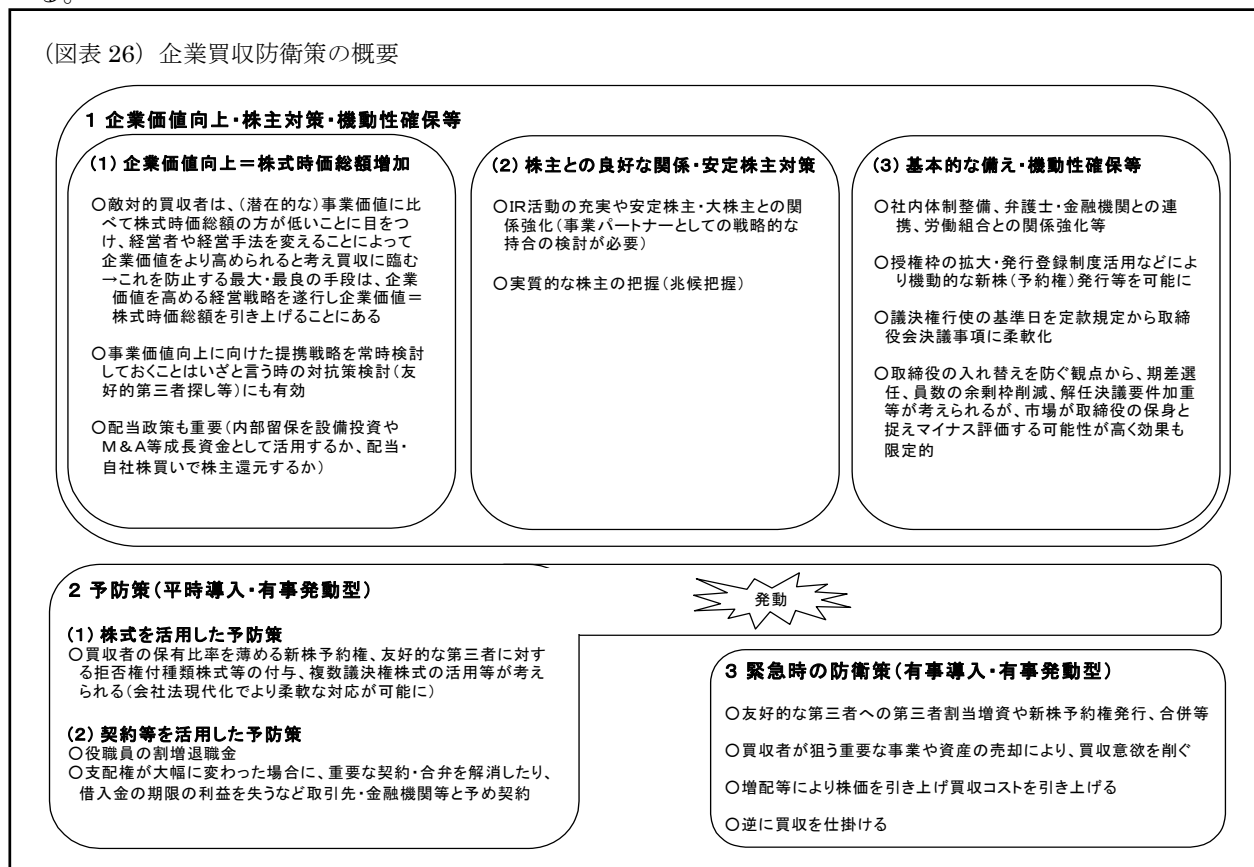 る。
(図表 26) 企業買収防衛策の概要
1 企業価値向上・株主対策・機動性確保等
(1) 企業価値向上=株式時価総額増加
○敵対的買収者は、(潜在的な)事業価値に比
べて株式時価総額の方が低いことに目をつ
け、経営者や経営手法を変えることによって
企業価値をより高められると考え買収に臨む
→これを防止する最大・最良の手段は、企業
価値を高める経営戦略を遂行し企業価値=
株式時価総額を引き上げることにある
○事業価値向上に向けた提携戦略を常時検討
しておくことはいざと言う時の対抗策検討(友
好的第三者探し等)にも有効
○配当政策も重要(内部留保を設備投資や
M&A等成長資金として活用するか、配当・
自社株買いで株主還元するか)
(2) 株主との良好な関係・安定株主対策
○IR活動の充実や安定株主・大株主との関
係強化(事業パートナーとしての戦略的な
持合の検討が必要)
○実質的な株主の把握(兆候把握)
(3) 基本的な備え・機動性確保等
○社内体制整備、弁護士・金融機関との連
携、労働組合との関係強化等
○授権枠の拡大・発行登録制度活用などによ
り機動的な新株(予約権)発行等を可能に
○議決権行使の基準日を定款規定から取締
役会決議事項に柔軟化
○取締役の入れ替えを防ぐ観点から、期差選
任、員数の余剰枠削減、解任決議要件加重
等が考えられるが、市場が取締役の保身と
捉えマイナス評価する可能性が高く効果も
限定的
2 予防策(平時導入・有事発動型)
(1) 株式を活用した予防策
○買収者の保有比率を薄める新株予約権、友好的な第三者に対す
る拒否権付種類株式等の付与、複数議決権株式の活用等が考え
られる(会社法現代化でより柔軟な対応が可能に)
(2) 契約等を活用した予防策
○役職員の割増退職金
○支配権が大幅に変わった場合に、重要な契約・合弁を解消したり、
借入金の期限の利益を失うなど取引先・金融機関等と予め契約
発動
3 緊急時の防衛策(有事導入・有事発動型)
○友好的な第三者への第三者割当増資や新株予約権発行、合併等
○買収者が狙う重要な事業や資産の売却により、買収意欲を削ぐ
○増配等により株価を引き上げ買収コストを引き上げる
○逆に買収を仕掛ける